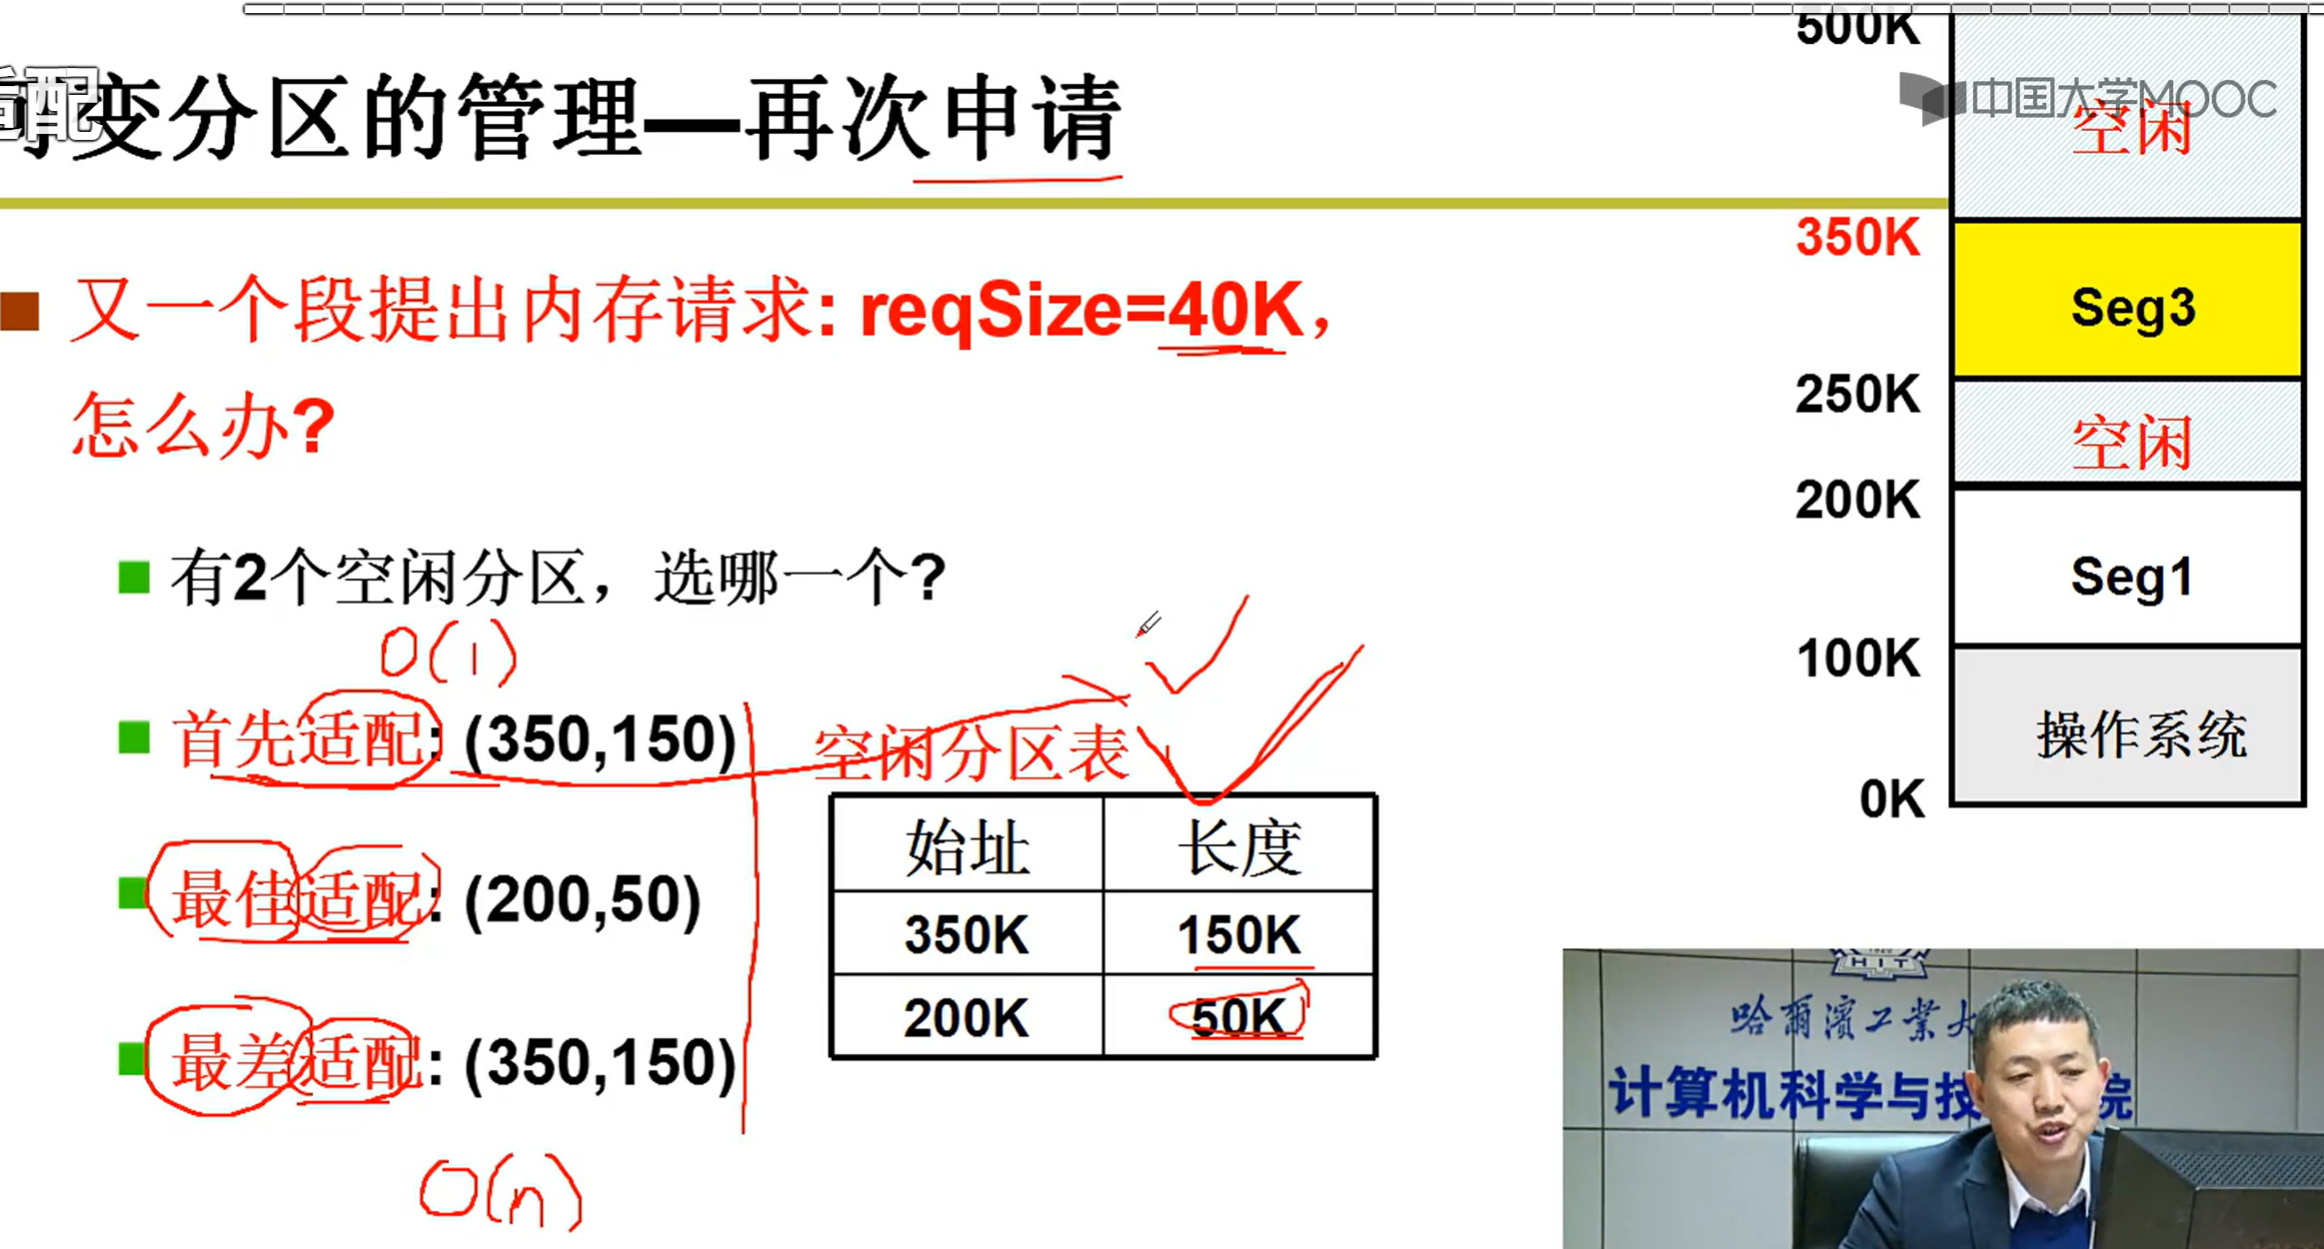 适配
可变分区的管理—再次申请
中国大学MOOC
又一个段提出内存请求: reqSize=40K，
怎么办?
有2个空闲分区，选哪一个?
O(1)
首先适配: (350,150)
最佳适配: (200,50)
最差适配: (350,150)
O(n)
空闲分区表
始址 长度
350K 150K
200K 50K
500K
空闲
350K
Seg3
250K
空闲
200K
Seg1
100K
操作系统
0K
HIT
哈爾濱工業大
计算机科学与技 院